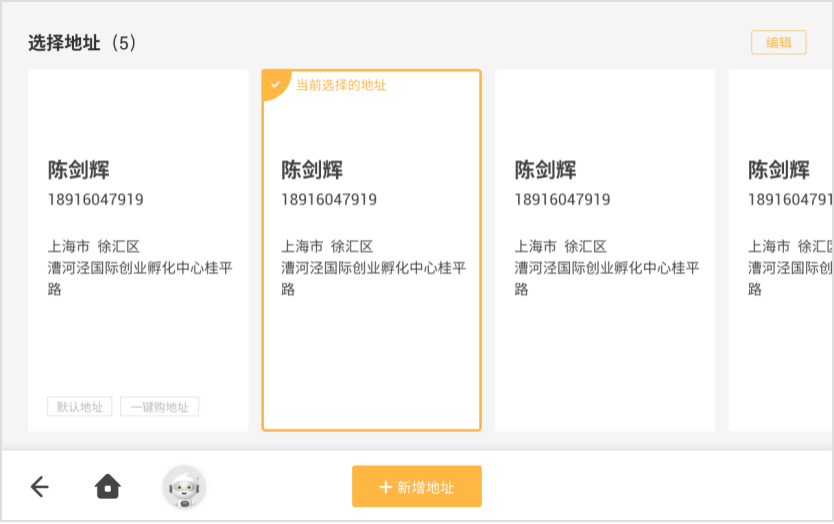 选择地址（5）
编辑
陈剑辉
18916047919
上海市 徐汇区
漕河泾国际创业孵化中心桂平
路
默认地址 一键购地址
当前选择的地址
陈剑辉
18916047919
上海市 徐汇区
漕河泾国际创业孵化中心桂平
路
陈剑辉
18916047919
上海市 徐汇区
漕河泾国际创业孵化中心桂平
路
陈剑辉
1891604791
上海市 徐汇
漕河泾国际创
路
+ 新增地址